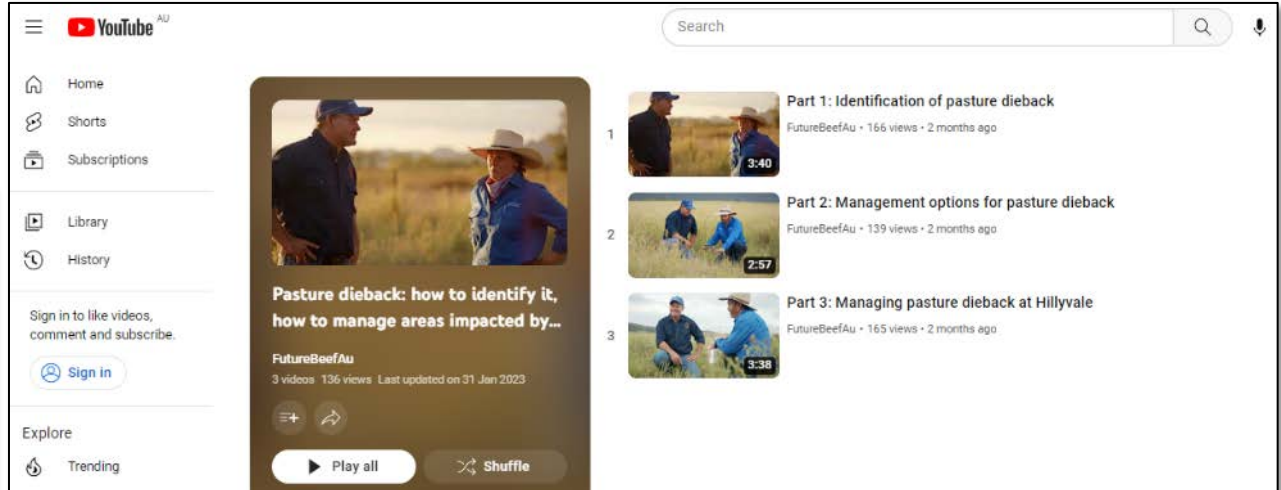 YouTube AU
Search
Home
Shorts
Subscriptions
Library
History
Sign in to like videos,
comment and subscribe.
Sign in
Explore
Trending
Pasture dieback: how to identify it,
how to manage areas impacted by...
FutureBeefAu
3 videos 136 views Last updated on 31 Jan 2023
Play all
Shuffle
1
3:40
Part 1: Identification of pasture dieback
FutureBeefAu • 166 views • 2 months ago
2
2:57
Part 2: Management options for pasture dieback
FutureBeefAu • 139 views • 2 months ago
3
3:38
Part 3: Managing pasture dieback at Hillyvale
FutureBeefAu • 165 views • 2 months ago